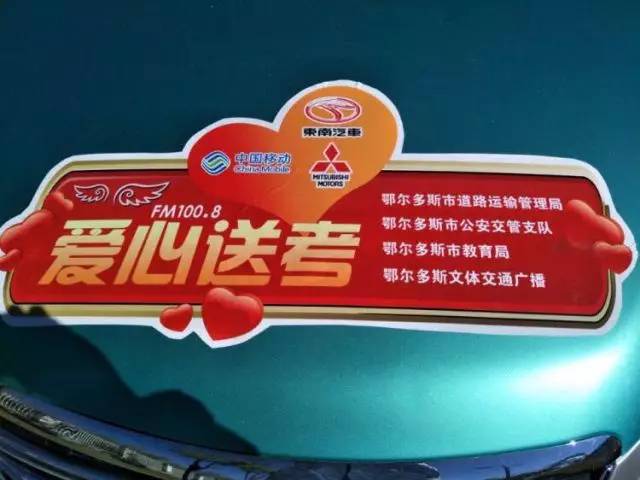 東南汽車
中国移动
China Mobile
MITSUBISHI
MOTORS
FM100.8
爱心送考
鄂尔多斯市道路运输管理局
鄂尔多斯市公安交管支队
鄂尔多斯市教育局
鄂尔多斯文体交通广播